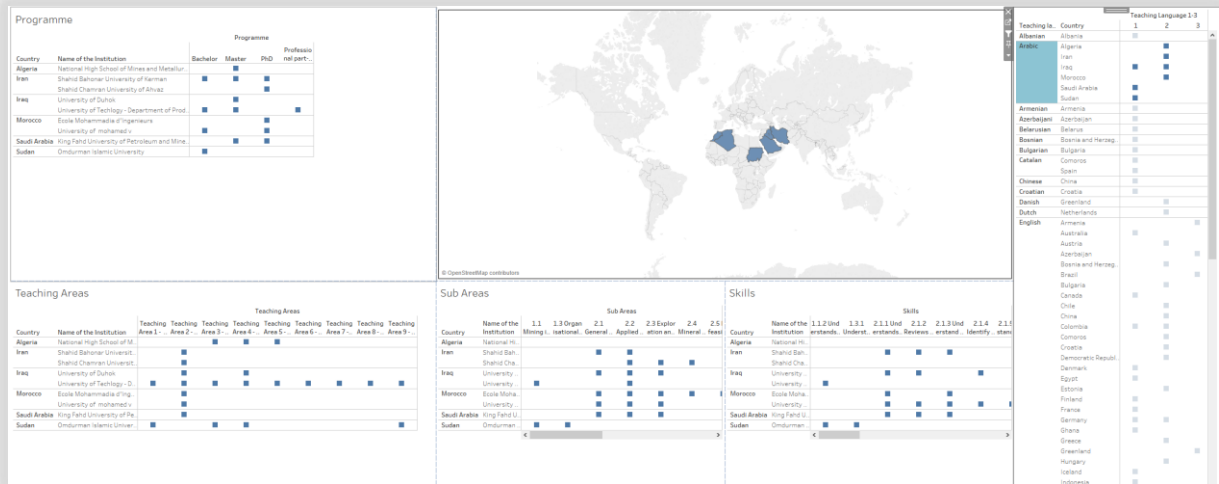 Programme
Programme
Country Name of the Institution Bachelor Master PhD Professio nal part-..
Algeria National High School of Mines and Metallur..
Iran Shahid Bahonar University of Kerman
Shahid Chamran University of Ahvaz
Iraq University of Duhok
University of Techlogy - Department of Prod..
Morocco Ecole Mohammadia d'Ingenieurs
University of mohamed v
Saudi Arabia King Fahd University of Petroleum and Mine..
Sudan Omdurman Islamic University
© OpenStreetMap contributors
Teaching Areas
Teaching Areas
Country Name of the Institution Teaching Area 1 - .. Teaching Area 2 - .. Teaching Area 3 - .. Teaching Area 4 - .. Teaching Area 5 - .. Teaching Area 6 - .. Teaching Area 7 - .. Teaching Area 8 - .. Teaching Area 9 - ..
Algeria National High School of M..
Iran Shahid Bahonar Universit..
Shahid Chamran Universit..
Iraq University of Duhok
University of Techlogy - D..
Morocco Ecole Mohammadia d'Ing..
University of mohamed v
Saudi Arabia King Fahd University of Pe..
Sudan Omdurman Islamic Univer..
Sub Areas
Sub Areas
Country Name of the Institution 1.1 Mining i.. 1.3 Organ isational.. 2.1 General .. 2.2 Applied .. 2.3 Explor ation an.. 2.4 Mineral .. 2.5
Algeria National Hi..
Iran Shahid Bah..
Shahid Cha..
Iraq University ..
University ..
Morocco Ecole Moha..
University ..
Saudi Arabia King Fahd U..
Sudan Omdurman ..
Skills
Skills
Country Name of the Institution 1.1.2 Und erstands.. 1.3.1 Underst.. 2.1.1 Und erstands.. 2.1.2 Reviews .. 2.1.3 Und erstands.. 2.1.4 Identify ..
Algeria National Hi..
Iran Shahid Bah..
Shahid Cha..
Iraq University ..
University ..
Morocco Ecole Moha..
University ..
Saudi Arabia King Fahd U..
Sudan Omdurman ..
Teaching Language 1-3
Teaching la.. Country 1 2 3
Albanian Albania
Arabic Algeria
Iran
Iraq
Morocco
Saudi Arabia
Sudan
Armenian Armenia
Azerbaijani Azerbaijan
Belarusian Belarus
Bosnian Bosnia and Herzeg..
Bulgarian Bulgaria
Catalan Comoros
Spain
Chinese China
Croatian Croatia
Danish Greenland
Dutch Netherlands
English Armenia
Australia
Austria
Azerbaijan
Bosnia and Herzeg..
Brazil
Bulgaria
Canada
Chile
China
Colombia
Comoros
Croatia
Democratic Republ..
Denmark
Egypt
Estonia
Finland
France
Germany
Ghana
Greece
Greenland
Hungary
Iceland
Indonesia